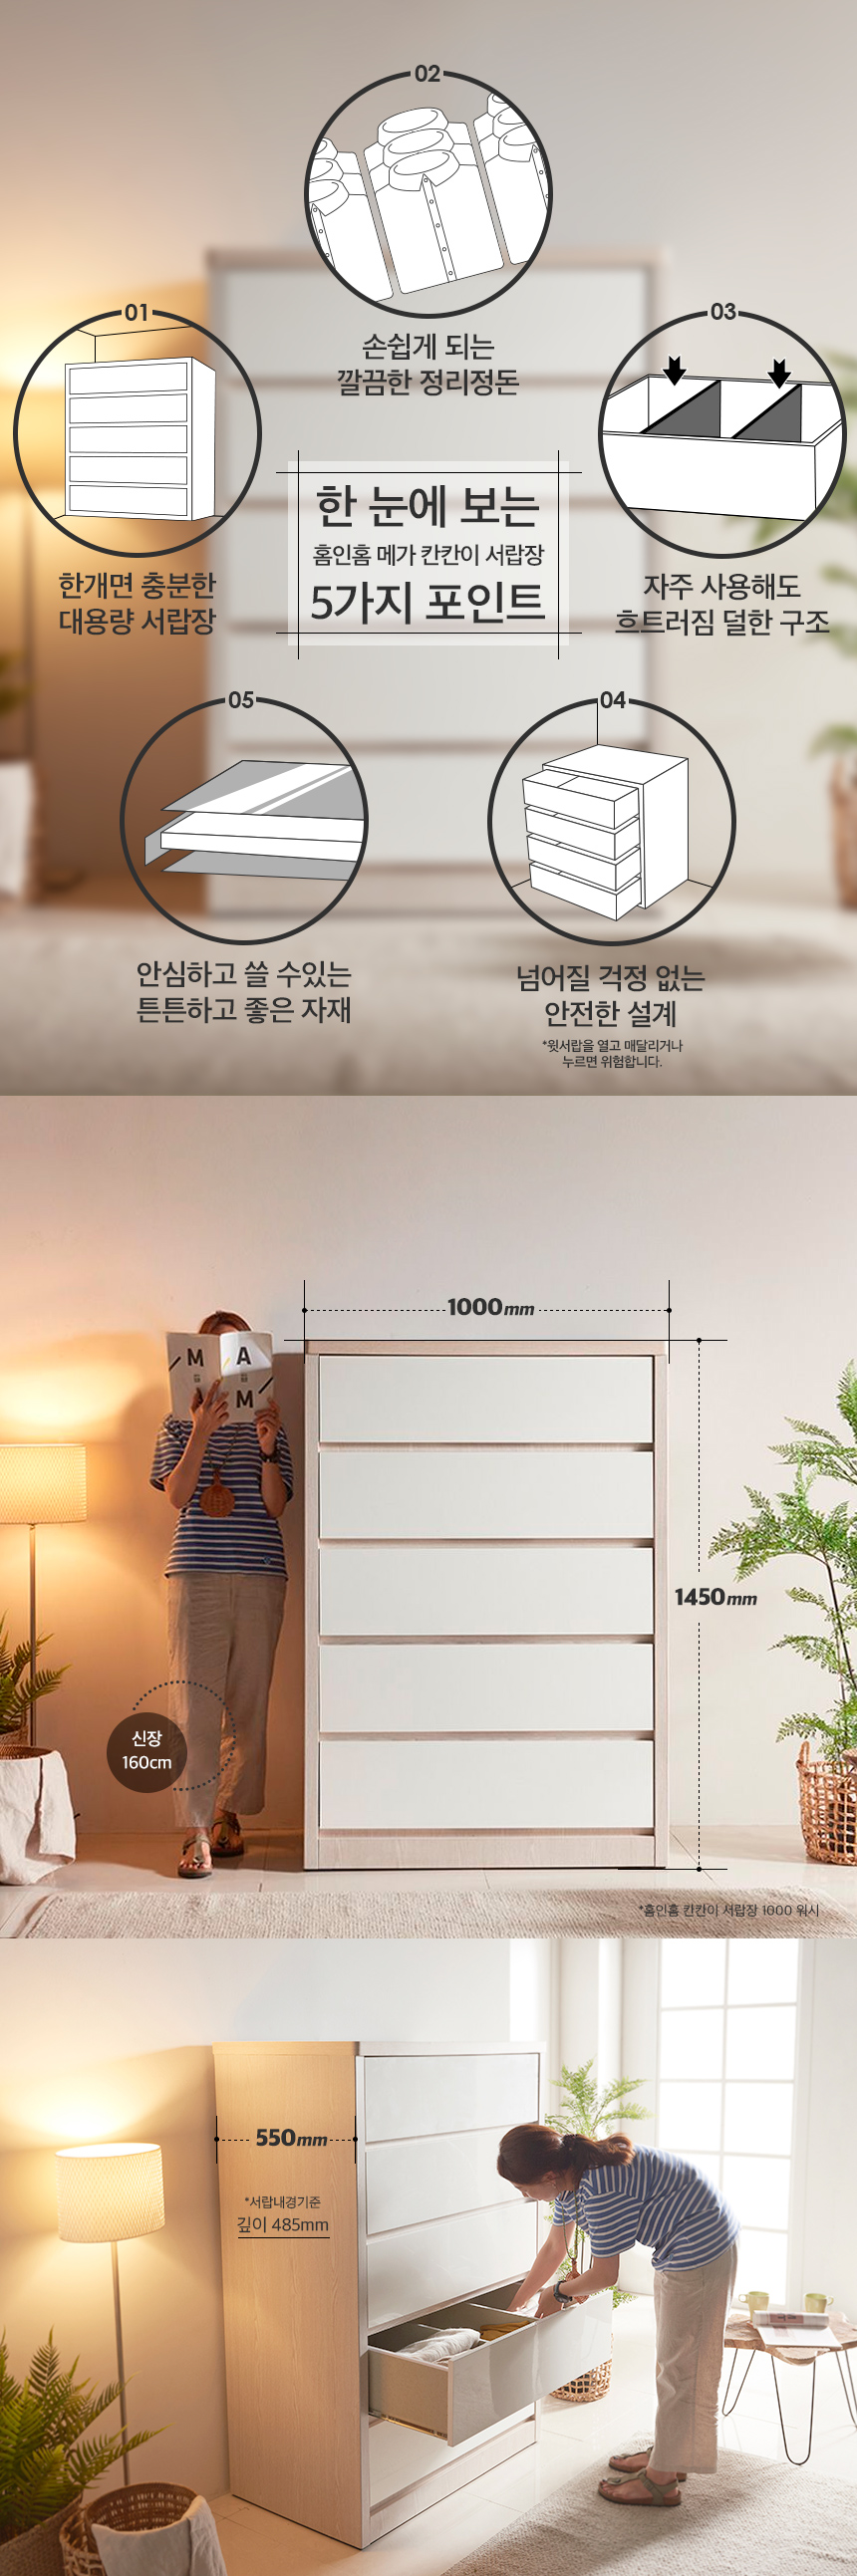 02
손쉽게 되는
깔끔한 정리정돈
01
한개면 충분한
대용량 서랍장
03
자주 사용해도
흐트러짐 덜한 구조
한 눈에 보는
홈인홈 메가 칸칸이 서랍장
5가지 포인트
05
안심하고 쓸 수있는
튼튼하고 좋은 자재
04
넘어질 걱정 없는
안전한 설계
*윗서랍을 열고 매달리거나
누르면 위험합니다.
1000mm
M A
M
1450mm
신장
160cm
*홈인홈 칸칸이 서랍장 1000 워시
550mm
*서랍내경기준
깊이 485mm